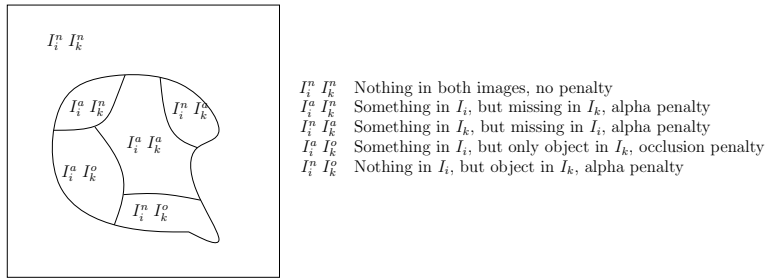 I_i^n I_k^n
I_i^a I_k^n
I_i^n I_k^a
I_i^a I_k^a
I_i^a I_k^o
I_i^n I_k^o
I_i^n I_k^n Nothing in both images, no penalty
I_i^a I_k^n Something in I_i, but missing in I_k, alpha penalty
I_i^n I_k^a Something in I_k, but missing in I_i, alpha penalty
I_i^a I_k^o Something in I_i, but only object in I_k, occlusion penalty
I_i^n I_k^o Nothing in I_i, but object in I_k, alpha penalty